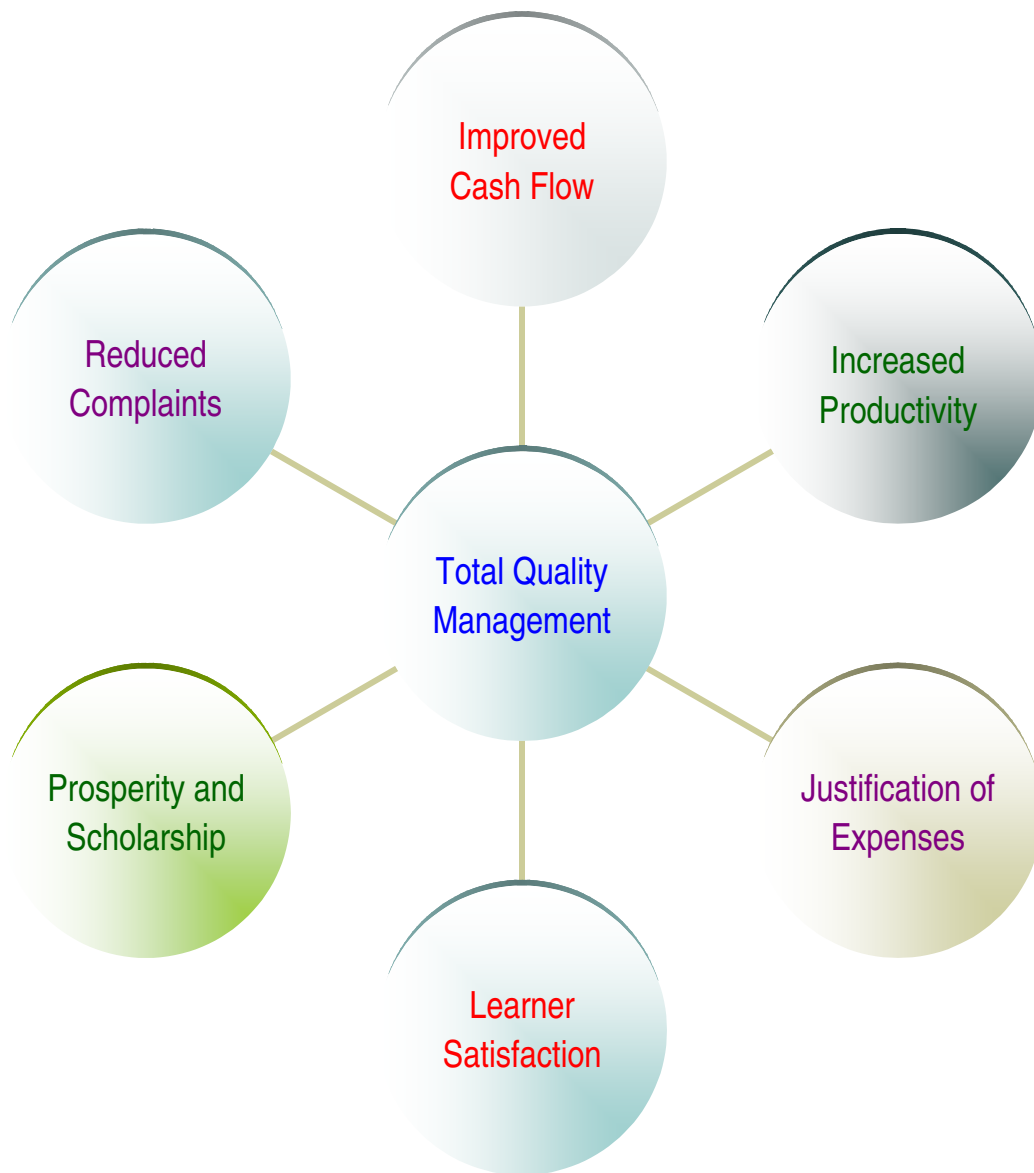 Improved
Cash Flow
Reduced
Complaints
Increased
Productivity
Total Quality
Management
Prosperity and
Scholarship
Justification of
Expenses
Learner
Satisfaction